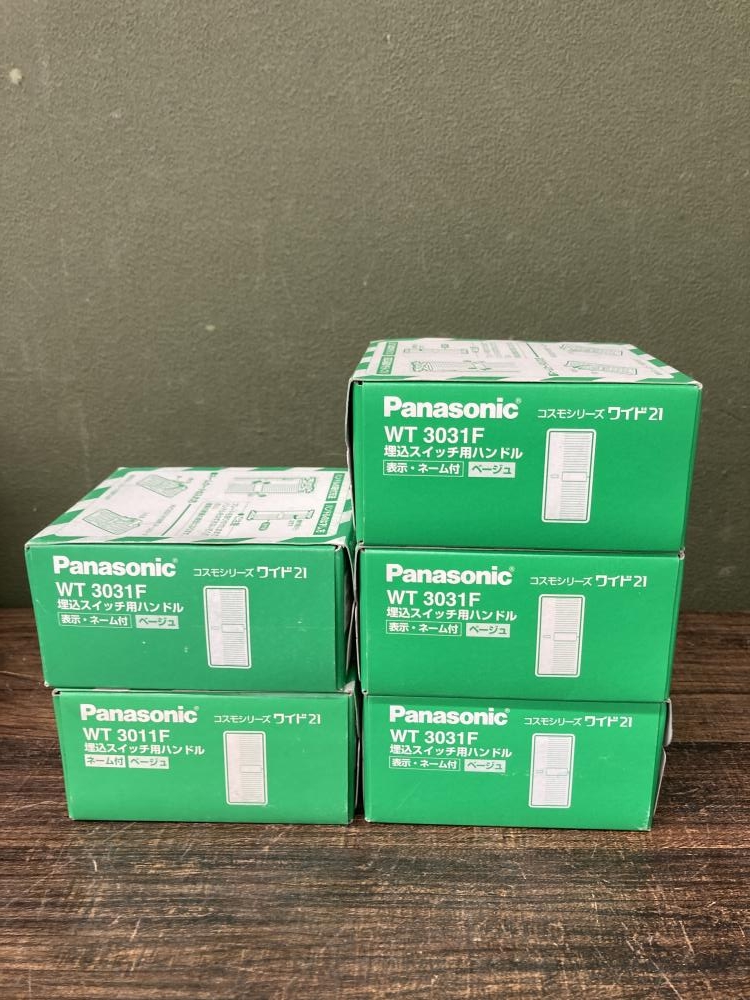 Panasonic®
コスモシリーズ ワイド21
WT 3031F
埋込スイッチ用ハンドル
表示・ネーム付 ベージュ
Panasonic®
コスモシリーズ ワイド21
WT 3031F
埋込スイッチ用ハンドル
表示・ネーム付 ベージュ
Panasonic®
コスモシリーズ ワイド21
WT 3031F
埋込スイッチ用ハンドル
表示・ネーム付 ベージュ
Panasonic®
コスモシリーズ ワイド21
WT 3011F
埋込スイッチ用ハンドル
ネーム付 ベージュ
Panasonic®
コスモシリーズ ワイド21
WT 3031F
埋込スイッチ用ハンドル
表示・ネーム付 ベージュ